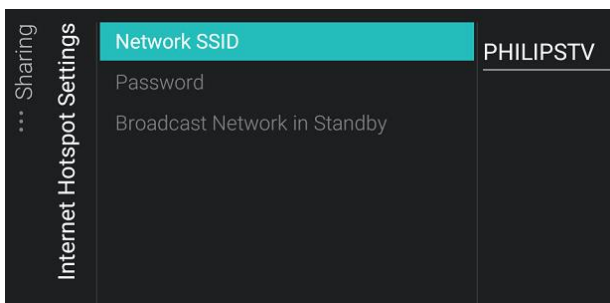 ••• Sharing
Internet Hotspot Settings
Network SSID
Password
Broadcast Network in Standby
PHILIPSTV